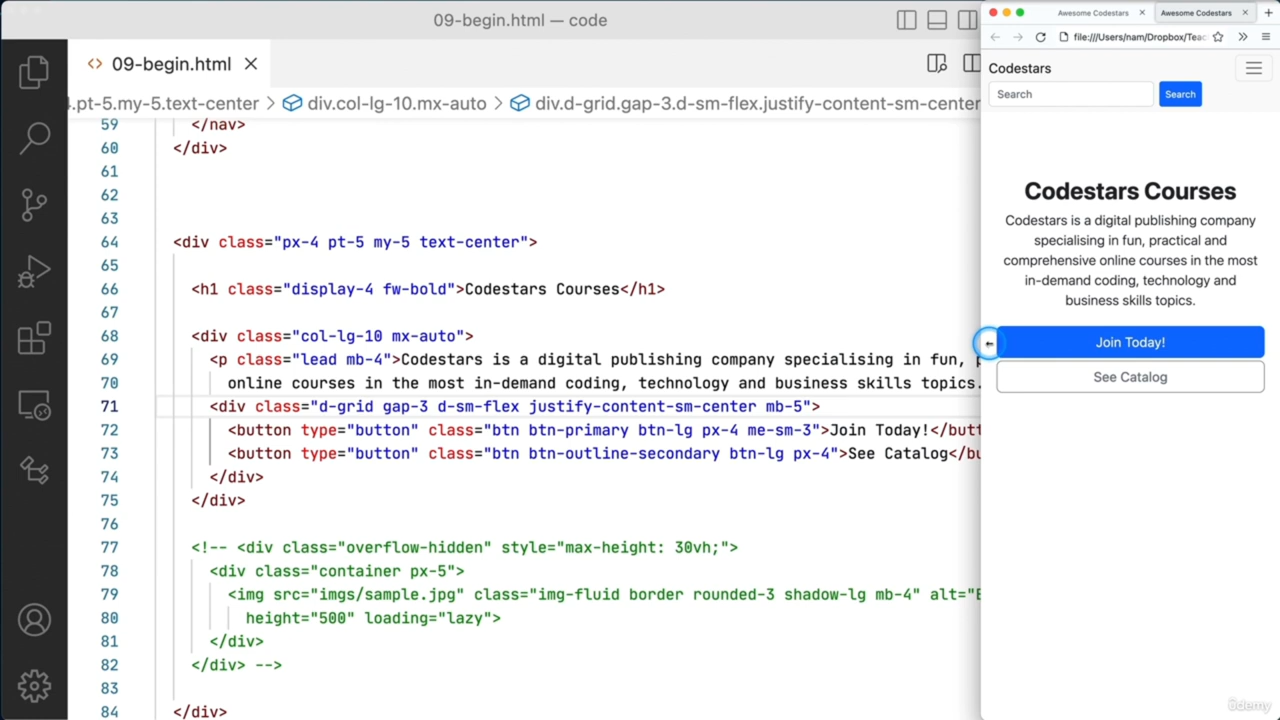 09-begin.html — code
<> 09-begin.html ×
4.pt-5.my-5.text-center > div.col-lg-10.mx-auto > div.d-grid.gap-3.d-sm-flex.justify-content-sm-center
59 </nav>
60 </div>
61
62
63
64 <div class="px-4 pt-5 my-5 text-center">
65
66 <h1 class="display-4 fw-bold">Codestars Courses</h1>
67
68 <div class="col-lg-10 mx-auto">
69 <p class="lead mb-4">Codestars is a digital publishing company specialising in fun, p
70 online courses in the most in-demand coding, technology and business skills topics.
71 <div class="d-grid gap-3 d-sm-flex justify-content-sm-center mb-5">
72 <button type="button" class="btn btn-primary btn-lg px-4 me-sm-3">Join Today!</butt
73 <button type="button" class="btn btn-outline-secondary btn-lg px-4">See Catalog</bu
74 </div>
75 </div>
76
77 <!-- <div class="overflow-hidden" style="max-height: 30vh;">
78 <div class="container px-5">
79 <img src="imgs/sample.jpg" class="img-fluid border rounded-3 shadow-lg mb-4" alt="E
80 height="500" loading="lazy">
81 </div>
82 </div> -->
83
84 </div>
Awesome Codestars × Awesome Codestars × +
file:///Users/nam/Dropbox/Teac
Codestars
Search Search
Codestars Courses
Codestars is a digital publishing company
specialising in fun, practical and
comprehensive online courses in the most
in-demand coding, technology and
business skills topics.
Join Today!
See Catalog
ûdemy